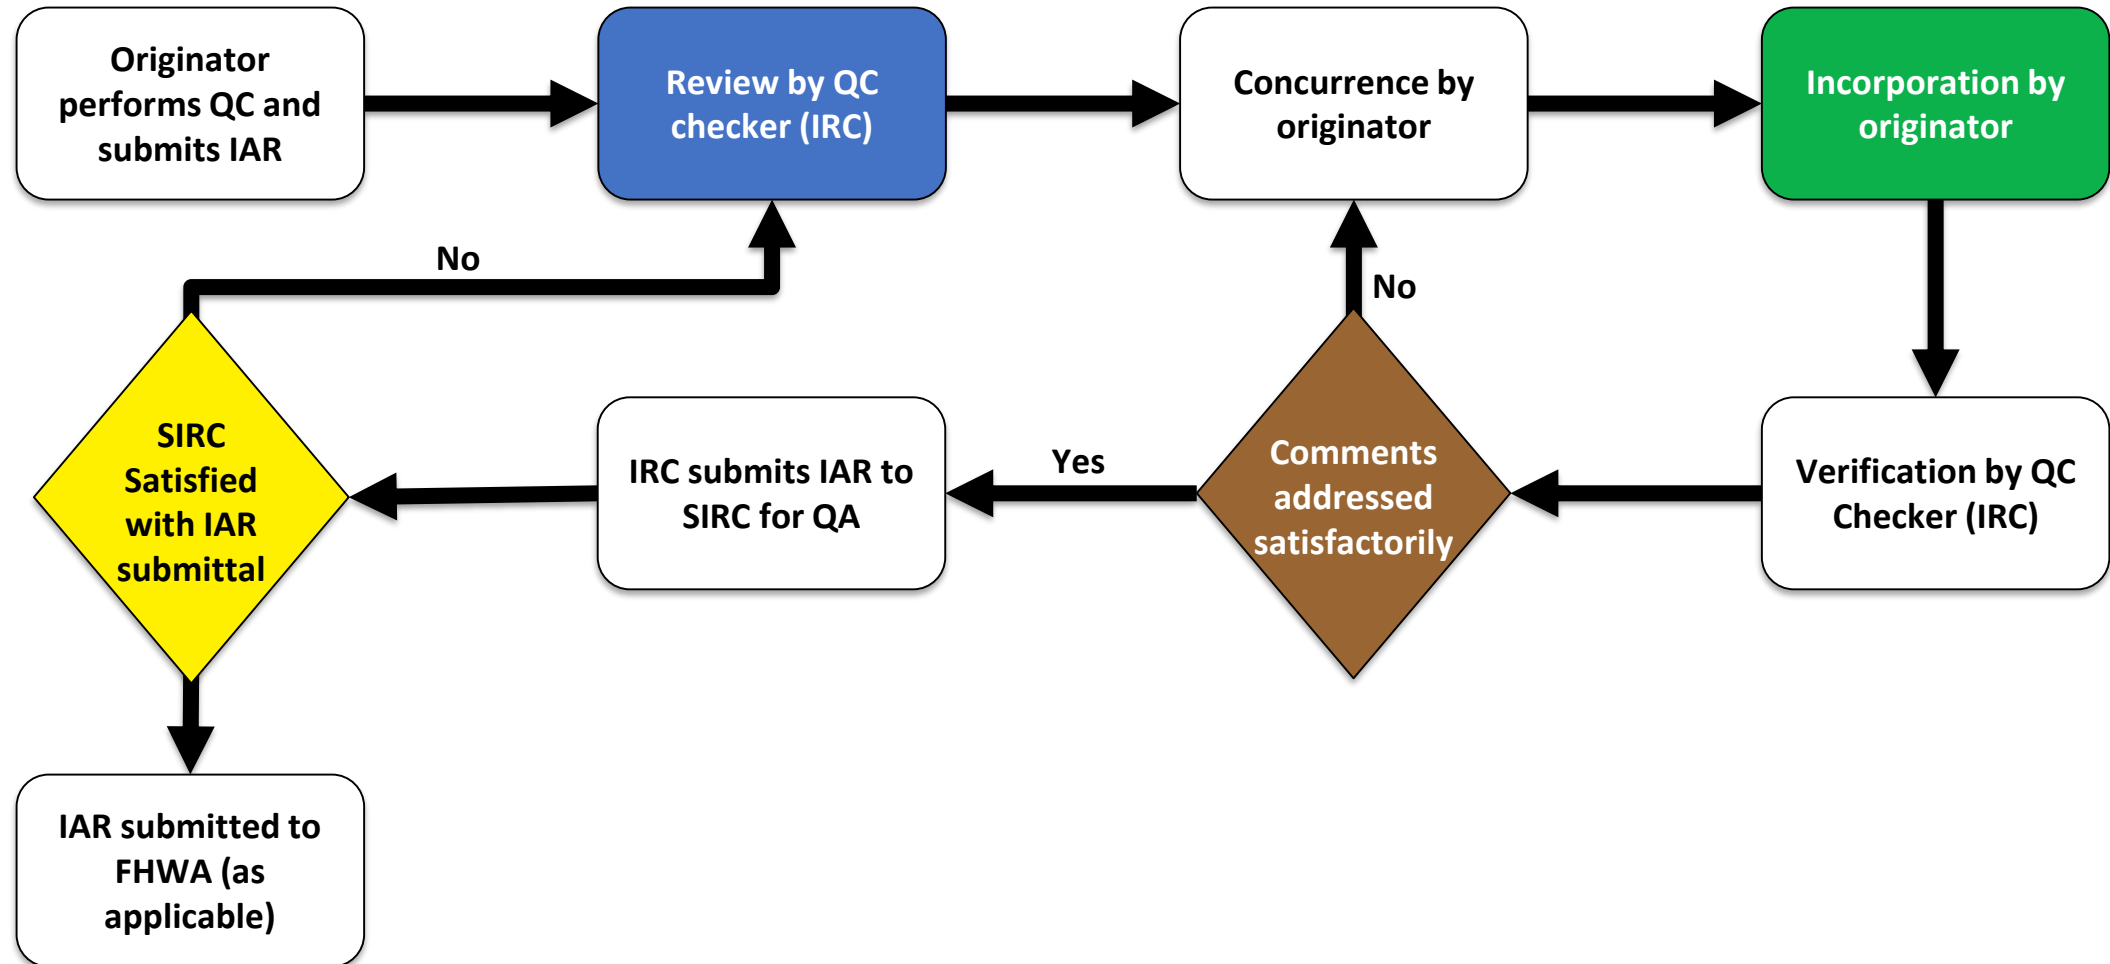 Originator
performs QC and
submits IAR
Review by QC
checker (IRC)
Concurrence by
originator
Incorporation by
originator
No
No
SIRC
Satisfied
with IAR
submittal
IRC submits IAR to
SIRC for QA
Yes
Comments
addressed
satisfactorily
Verification by QC
Checker (IRC)
IAR submitted to
FHWA (as
applicable)